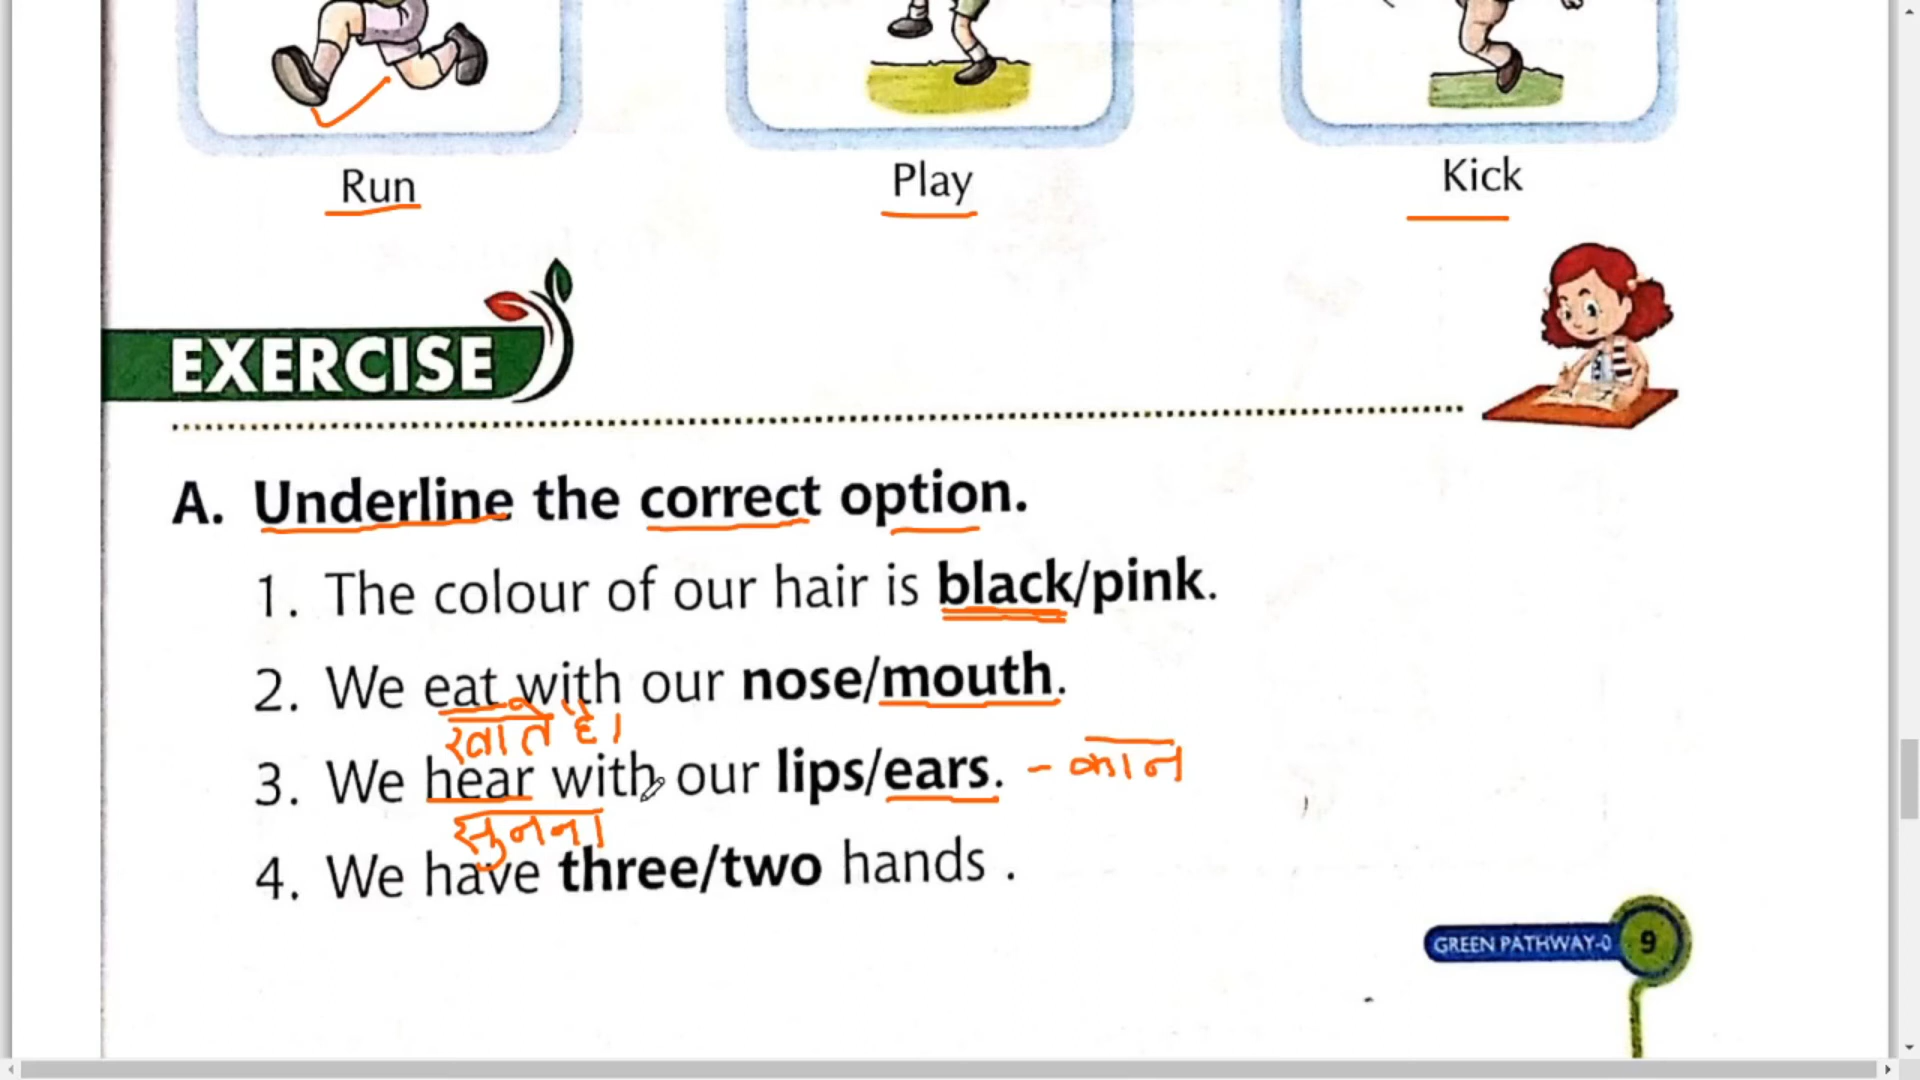 Run Play Kick
EXERCISE
A. Underline the correct option.
1. The colour of our hair is black/pink.
2. We eat with our nose/mouth.
खाते है।
3. We hear with our lips/ears. - कान
सुनना
4. We have three/two hands .
GREEN PATHWAY-0 9